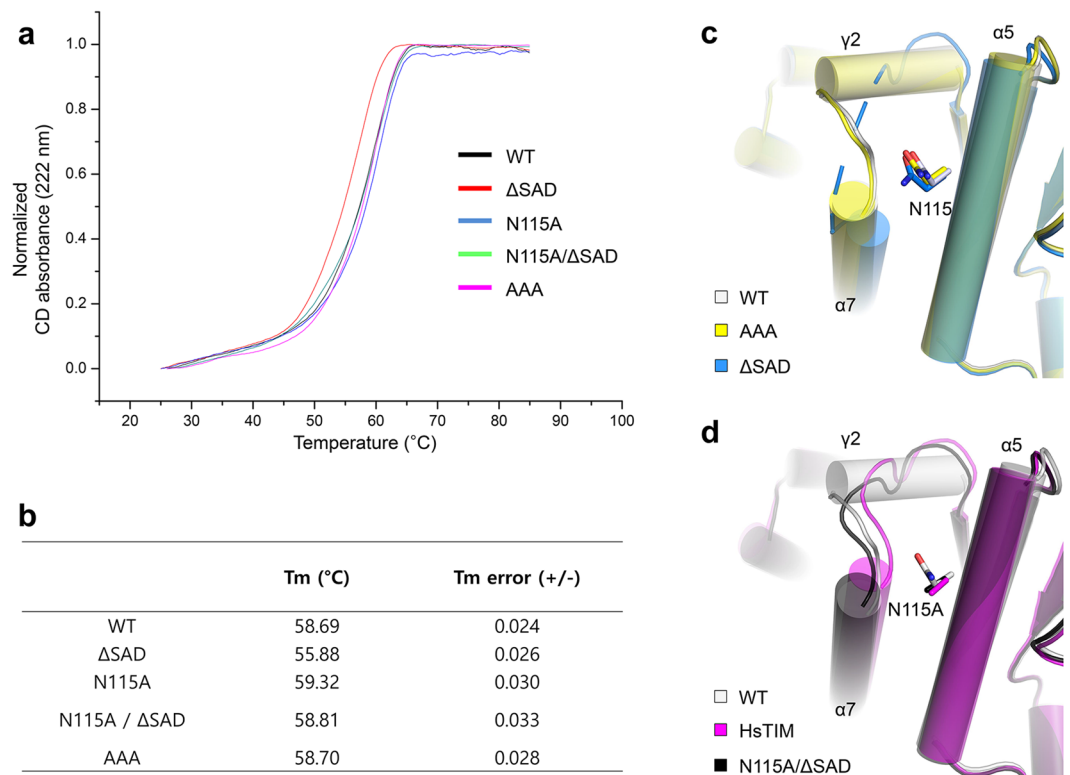 a
Normalized
CD absorbance (222 nm)
1.0
0.8
0.6
0.4
0.2
0.0
20 30 40 50 60 70 80 90 100
Temperature (°C)
WT
ΔSAD
N115A
N115A/ΔSAD
AAA
b
Tm (°C) Tm error (+/-)
WT 58.69 0.024
ΔSAD 55.88 0.026
N115A 59.32 0.030
N115A / ΔSAD 58.81 0.033
AAA 58.70 0.028
c
γ2
α5
N115
α7
WT
AAA
ΔSAD
d
γ2
α5
N115A
α7
WT
HsTIM
N115A/ΔSAD